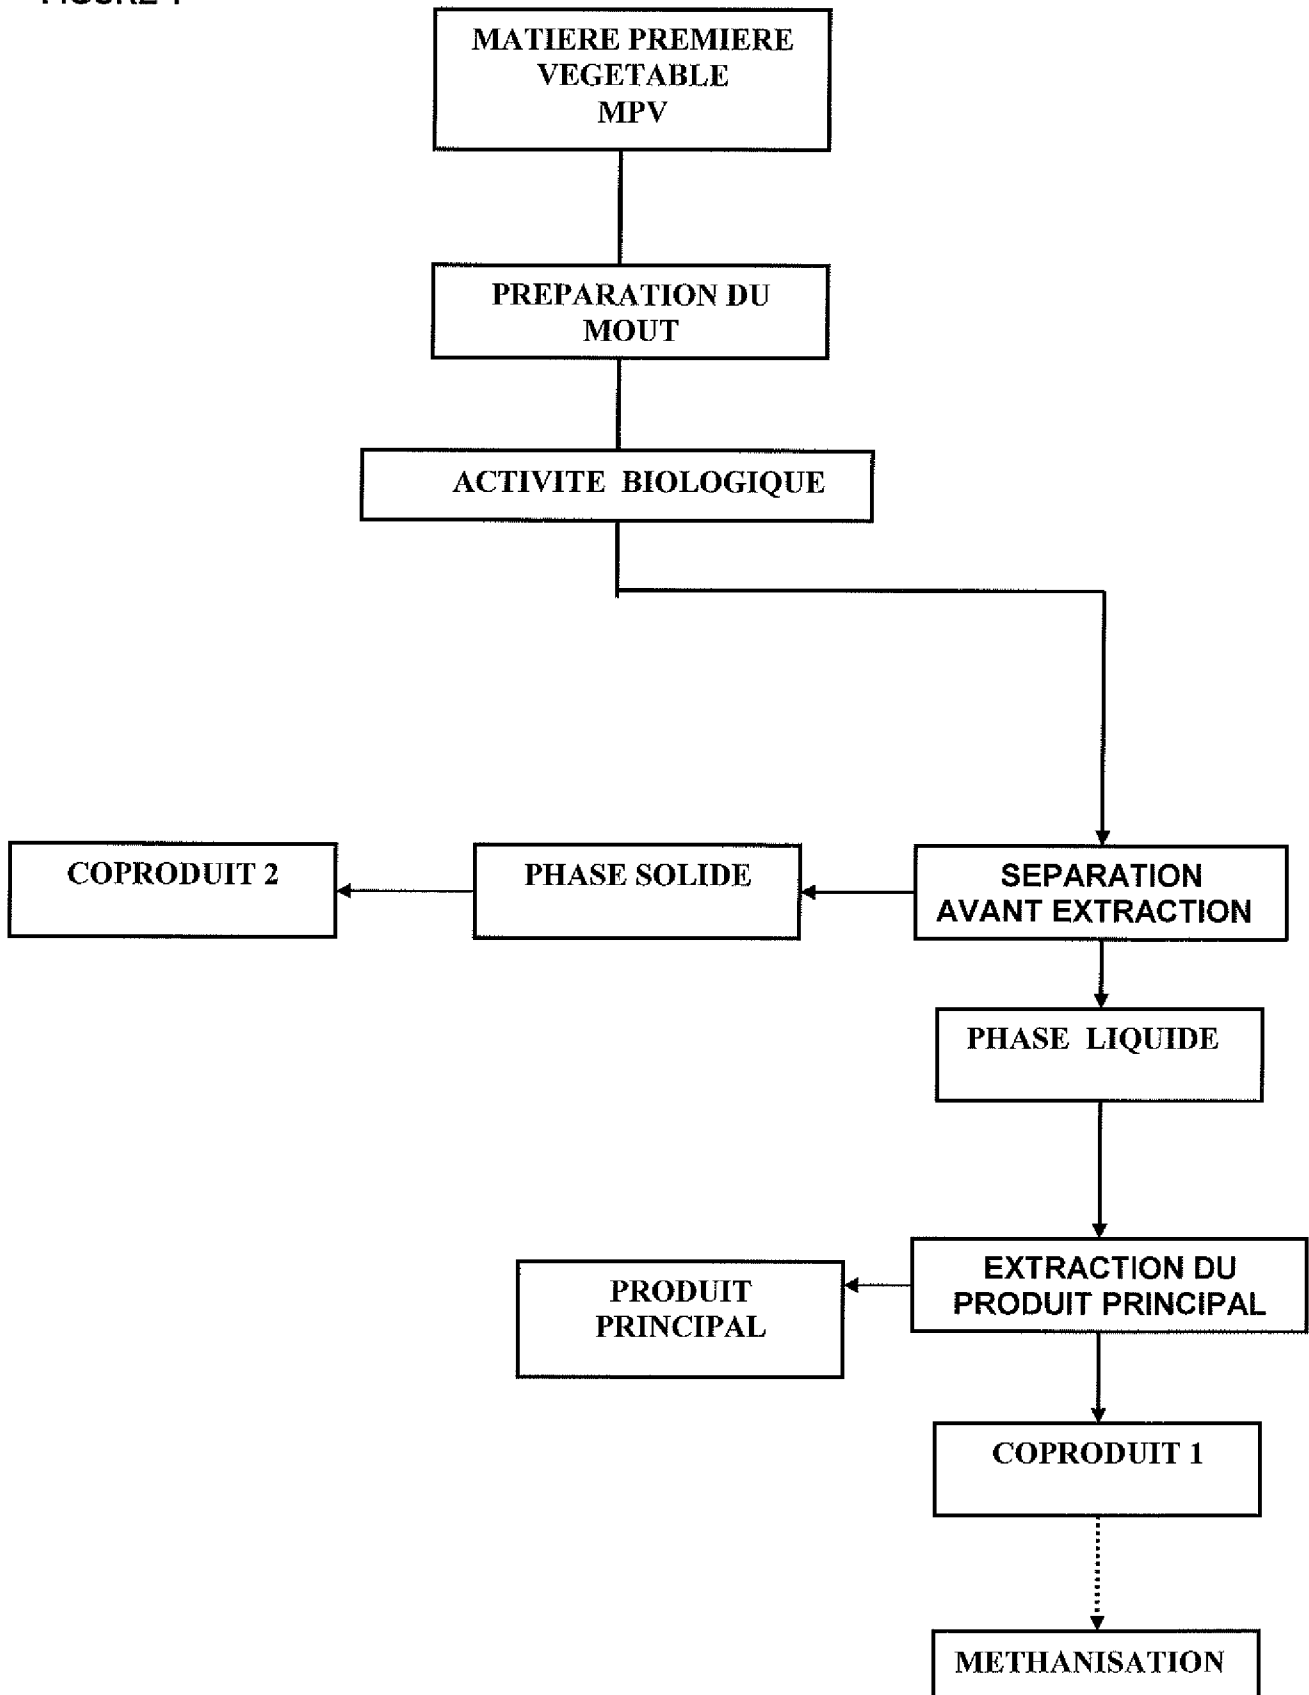 MATIERE PREMIERE
VEGETABLE
MPV
PREPARATION DU
MOUT
ACTIVITE BIOLOGIQUE
COPRODUIT 2
PHASE SOLIDE
SEPARATION
AVANT EXTRACTION
PHASE LIQUIDE
PRODUIT
PRINCIPAL
EXTRACTION DU
PRODUIT PRINCIPAL
COPRODUIT 1
METHANISATION